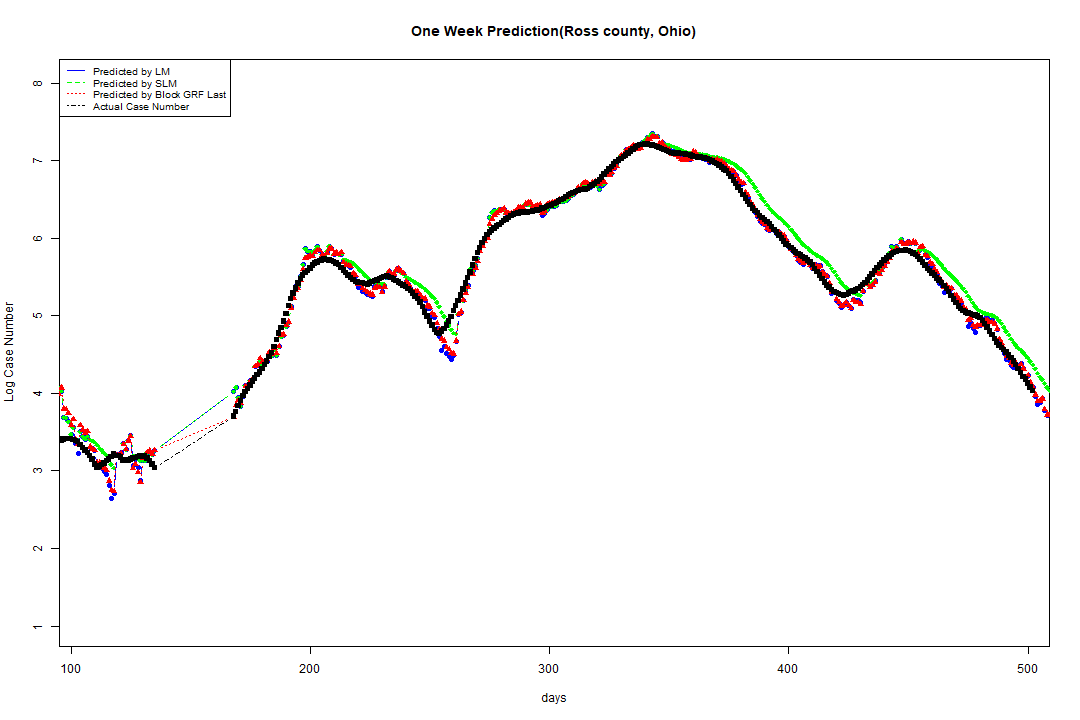 One Week Prediction(Ross county, Ohio)
Predicted by LM
Predicted by SLM
Predicted by Block GRF Last
Actual Case Number
8
7
6
5
4
3
2
1
Log Case Number
100 200 300 400 500
days